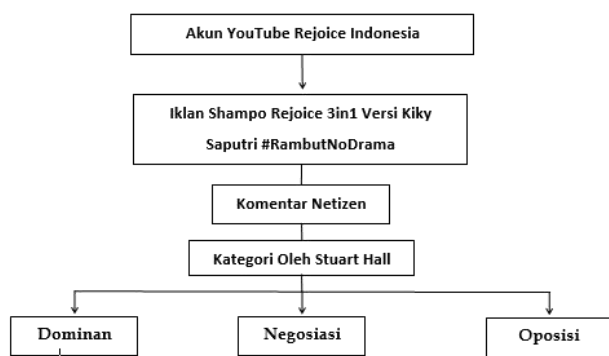 Akun YouTube Rejoice Indonesia
Iklan Shampo Rejoice 3in1 Versi Kiky
Saputri #RambutNoDrama
Komentar Netizen
Kategori Oleh Stuart Hall
Dominan
Negosiasi
Oposisi